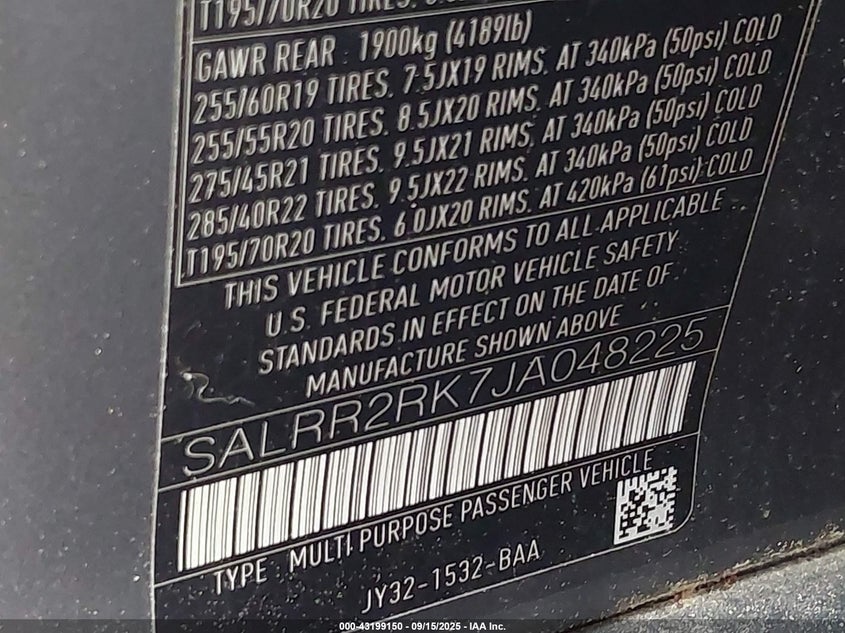 T195/70R20 TIRES.
GAWR REAR : 1900kg (4189lb)
255/60R19 TIRES. 7.5JX19 RIMS. AT 340kPa (50psi) COLD
255/55R20 TIRES. 8.5JX20 RIMS. AT 340kPa (50psi) COLD
275/45R21 TIRES. 9.5JX21 RIMS. AT 340kPa (50psi) COLD
285/40R22 TIRES. 9.5JX22 RIMS. AT 340kPa (50psi) COLD
T195/70R20 TIRES. 6.0JX20 RIMS. AT 420kPa (61psi) COLD
THIS VEHICLE CONFORMS TO ALL APPLICABLE
U.S. FEDERAL MOTOR VEHICLE SAFETY
STANDARDS IN EFFECT ON THE DATE OF
MANUFACTURE SHOWN ABOVE
SALRR2RK7JA048225
TYPE : MULTI PURPOSE PASSENGER VEHICLE
JY32-1532-BAA
000-43199150 - 09/15/2025 - IAA Inc.